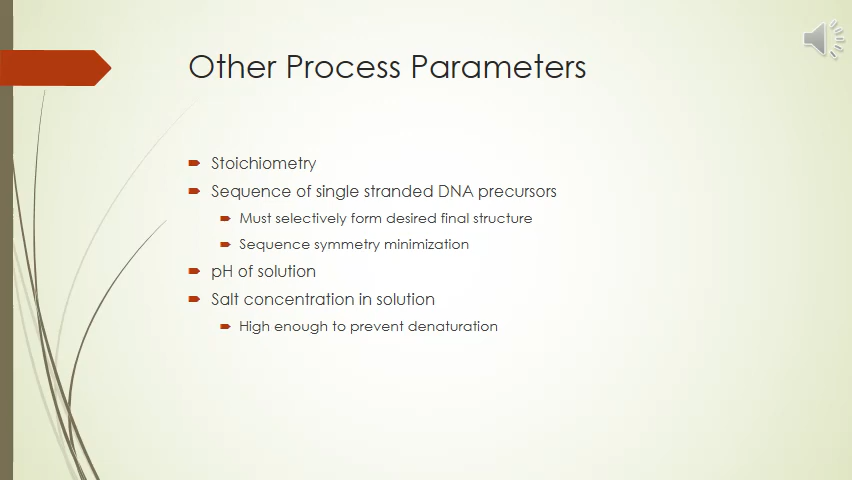 Other Process Parameters
Stoichiometry
Sequence of single stranded DNA precursors
Must selectively form desired final structure
Sequence symmetry minimization
pH of solution
Salt concentration in solution
High enough to prevent denaturation